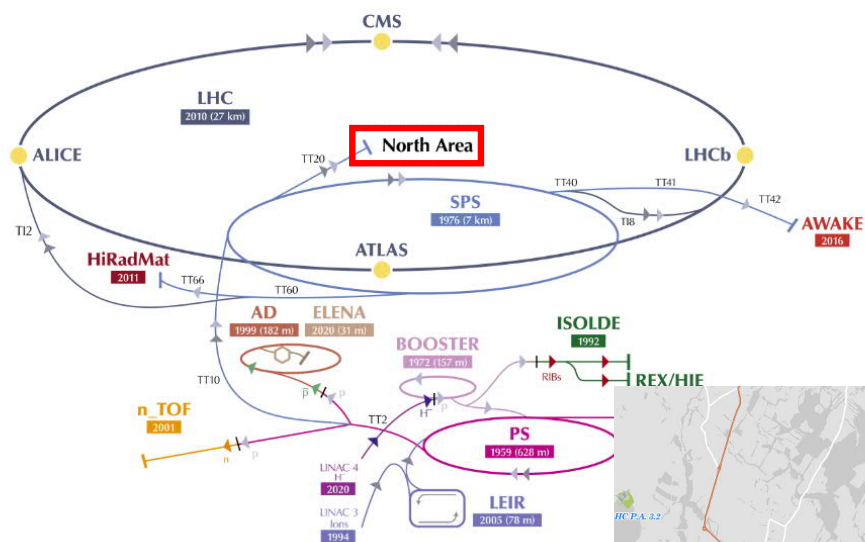 CMS
LHC
2010 (27 km)
ALICE
TT20
North Area
LHCb
SPS
1976 (7 km)
TT40
TT41
TT42
TI8
AWAKE
2016
TI2
HiRadMat
2011
TT66
ATLAS
TT60
AD
1999 (182 m)
ELENA
2020 (31 m)
ISOLDE
1992
BOOSTER
1972 (157 m)
RIBs
REX/HIE
TT10
p̄
p
H⁻
p
TT2
n_TOF
2001
n
p
PS
1959 (628 m)
LINAC 4
H⁻
2020
LINAC 3
Ions
1994
LEIR
2005 (78 m)
HC P.A. 3.2